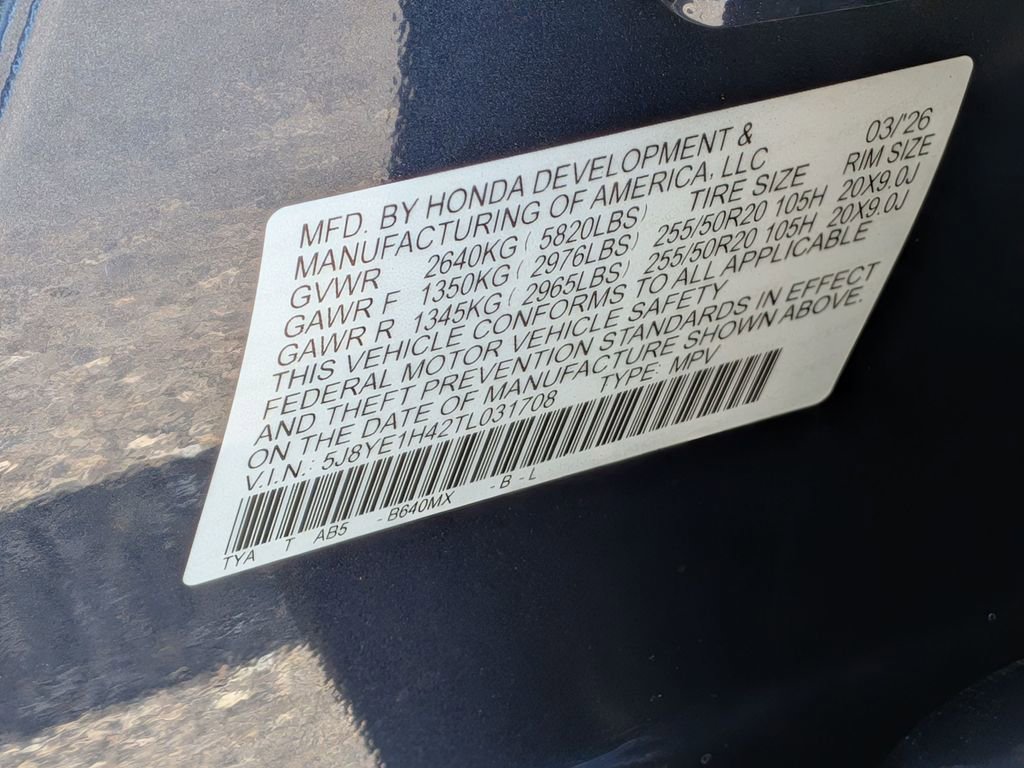 MFD. BY HONDA DEVELOPMENT & 03/'26
MANUFACTURING OF AMERICA, LLC
GVWR 2640KG ( 5820LBS) TIRE SIZE RIM SIZE
GAWR F 1350KG ( 2976LBS) 255/50R20 105H 20X9.0J
GAWR R 1345KG ( 2965LBS) 255/50R20 105H 20X9.0J
THIS VEHICLE CONFORMS TO ALL APPLICABLE
FEDERAL MOTOR VEHICLE SAFETY
AND THEFT PREVENTION STANDARDS IN EFFECT
ON THE DATE OF MANUFACTURE SHOWN ABOVE.
V.I.N.: 5J8YE1H42TL031708 TYPE: MPV
TYA T AB5 - B640MX - B - L